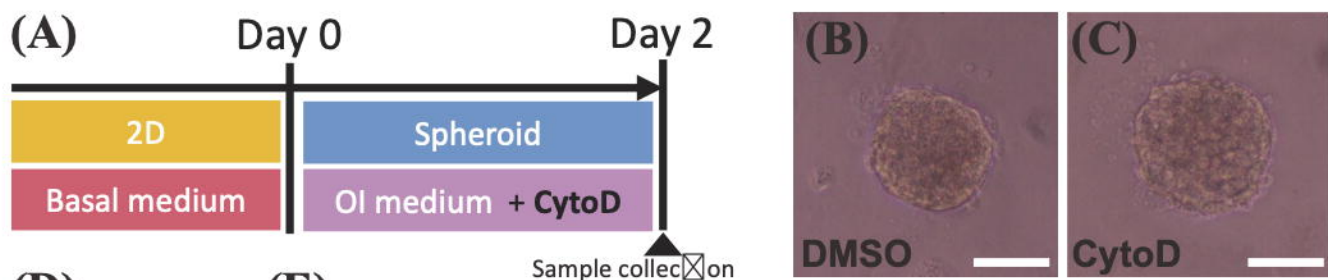 (A)
Day 0
Day 2
2D
Spheroid
Basal medium
OI medium + CytoD
Sample collec☒on
(B)
DMSO
(C)
CytoD